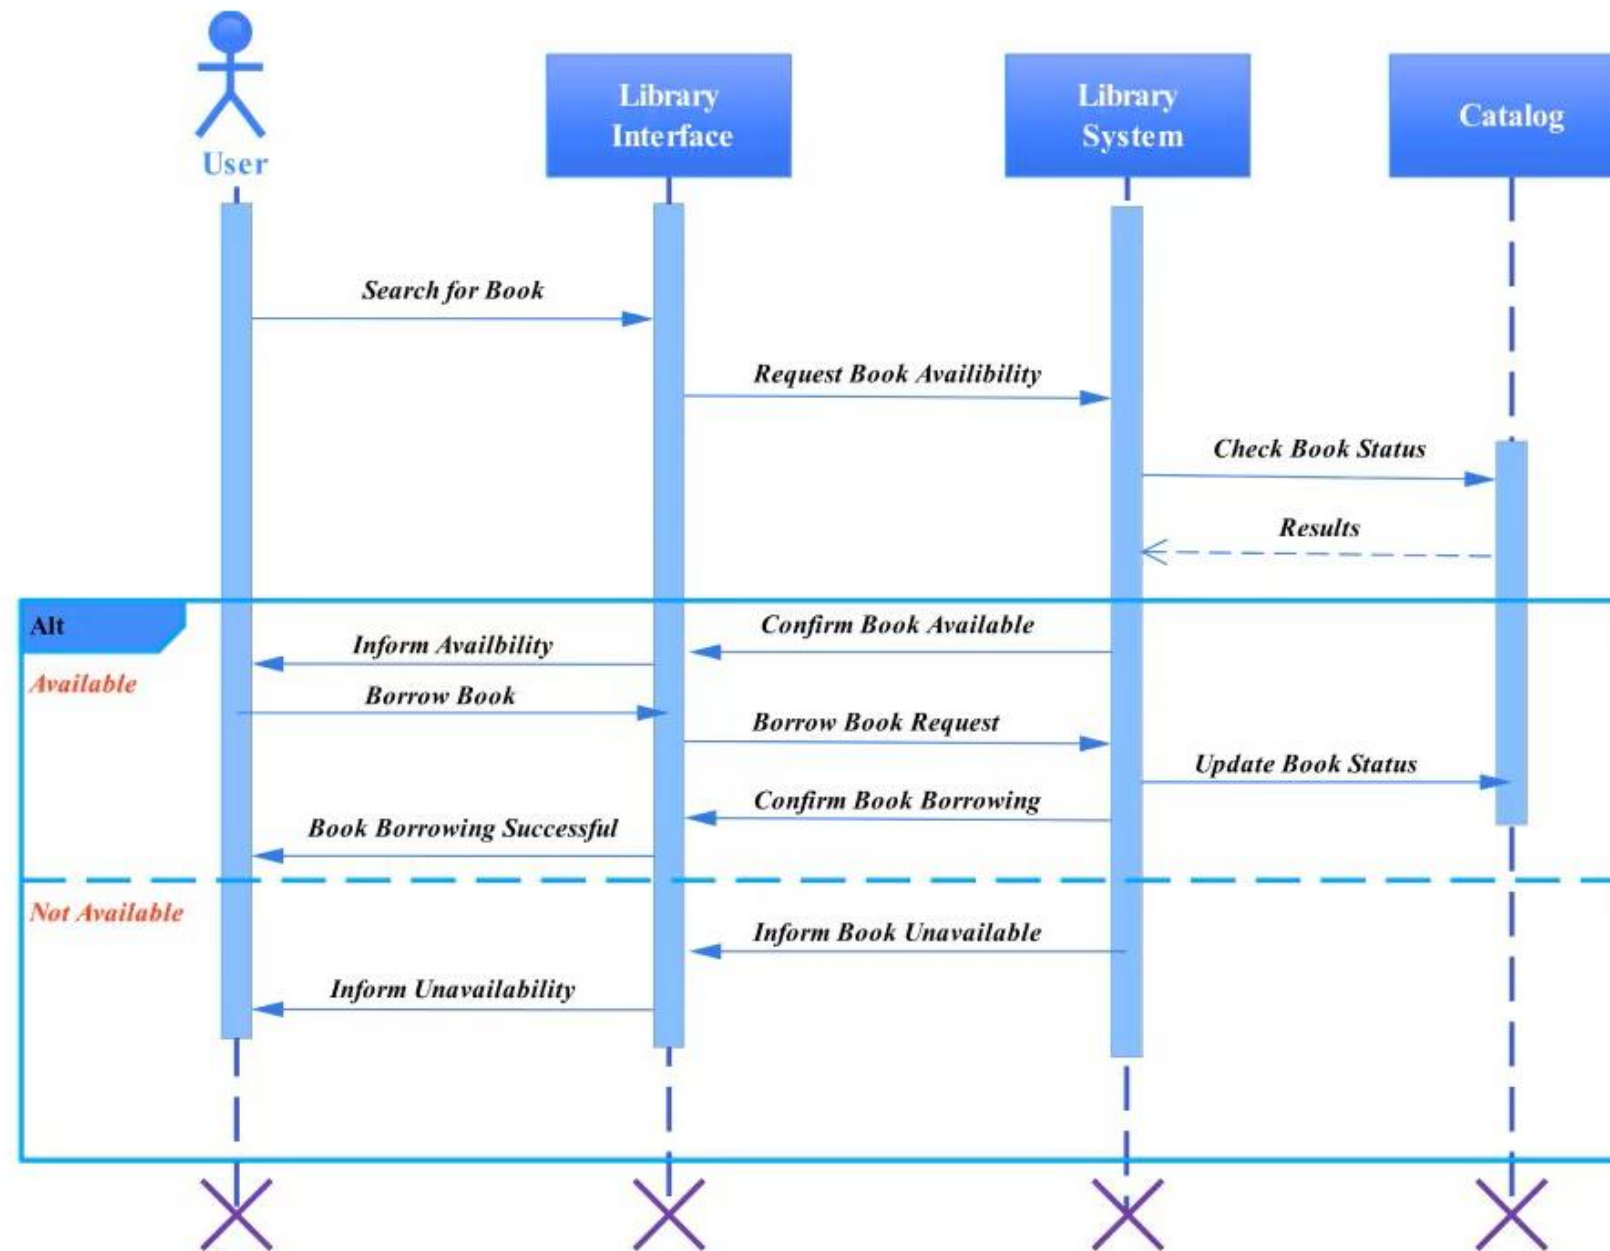 User
Library
Interface
Library
System
Catalog
Search for Book
Request Book Availibility
Check Book Status
Results
Alt
Confirm Book Available
Inform Availbility
Available
Borrow Book
Borrow Book Request
Update Book Status
Confirm Book Borrowing
Book Borrowing Successful
Not Available
Inform Book Unavailable
Inform Unavailability